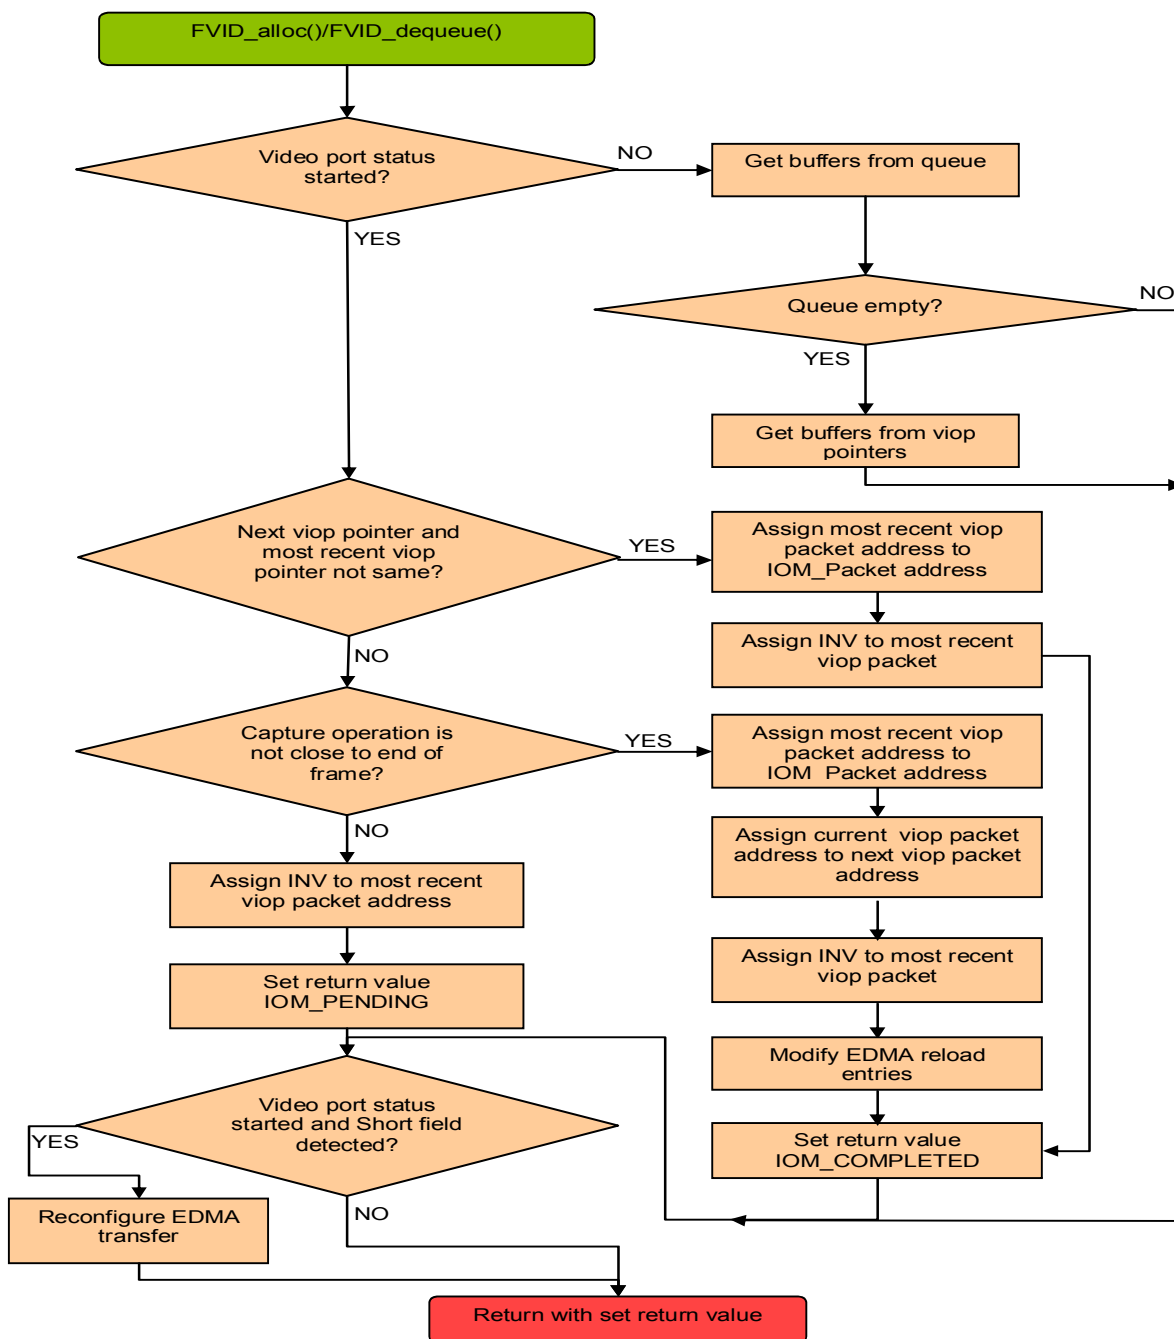 FVID_alloc()/FVID_dequeue()
Video port status
started?
NO
Get buffers from queue
YES
Queue empty?
NO
YES
Get buffers from viop
pointers
Next viop pointer and
most recent viop
pointer not same?
YES
Assign most recent viop
packet address to
IOM_Packet address
NO
Assign INV to most recent
viop packet
Capture operation is
not close to end of
frame?
YES
Assign most recent viop
packet address to
IOM_Packet address
NO
Assign current viop packet
address to next viop packet
address
Assign INV to most recent
viop packet address
Assign INV to most recent
viop packet
Set return value
IOM_PENDING
Modify EDMA reload
entries
Video port status
started and Short field
detected?
YES
Set return value
IOM_COMPLETED
NO
Reconfigure EDMA
transfer
Return with set return value